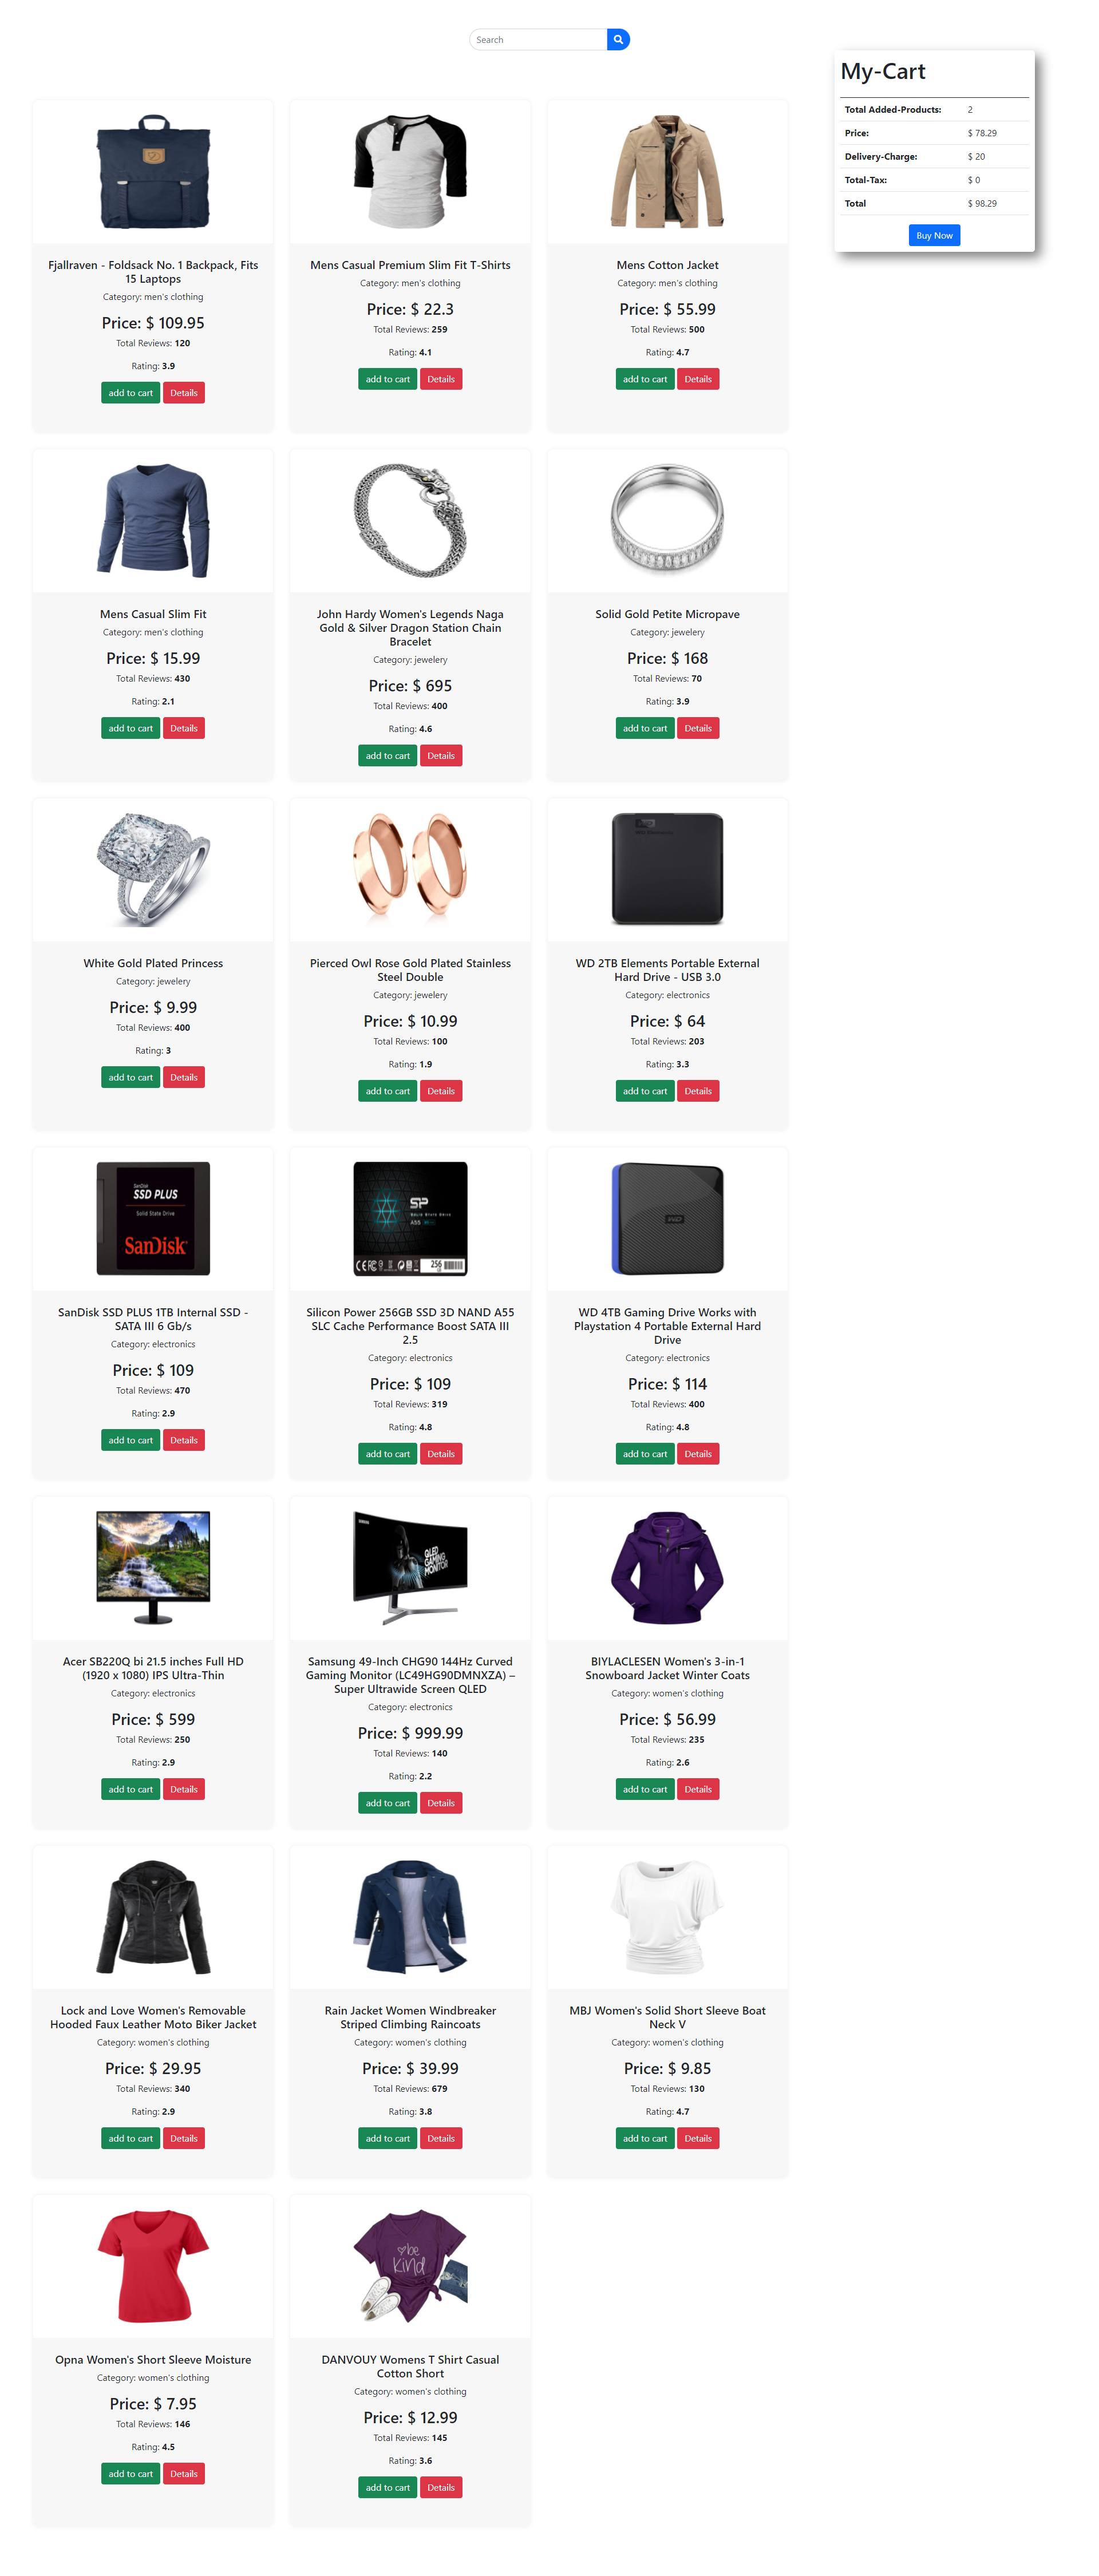 Search
My-Cart
Total Added-Products: 2
Price: $ 78.29
Delivery-Charge: $ 20
Total-Tax: $ 0
Total $ 98.29
Buy Now
Fjallraven - Foldsack No. 1 Backpack, Fits
15 Laptops
Category: men's clothing
Price: $ 109.95
Total Reviews: 120
Rating: 3.9
add to cart Details
Mens Casual Premium Slim Fit T-Shirts
Category: men's clothing
Price: $ 22.3
Total Reviews: 259
Rating: 4.1
add to cart Details
Mens Cotton Jacket
Category: men's clothing
Price: $ 55.99
Total Reviews: 500
Rating: 4.7
add to cart Details
Mens Casual Slim Fit
Category: men's clothing
Price: $ 15.99
Total Reviews: 430
Rating: 2.1
add to cart Details
John Hardy Women's Legends Naga
Gold & Silver Dragon Station Chain
Bracelet
Category: jewelery
Price: $ 695
Total Reviews: 400
Rating: 4.6
add to cart Details
Solid Gold Petite Micropave
Category: jewelery
Price: $ 168
Total Reviews: 70
Rating: 3.9
add to cart Details
White Gold Plated Princess
Category: jewelery
Price: $ 9.99
Total Reviews: 400
Rating: 3
add to cart Details
Pierced Owl Rose Gold Plated Stainless
Steel Double
Category: jewelery
Price: $ 10.99
Total Reviews: 100
Rating: 1.9
add to cart Details
WD 2TB Elements Portable External
Hard Drive - USB 3.0
Category: electronics
Price: $ 64
Total Reviews: 203
Rating: 3.3
add to cart Details
SanDisk
SSD PLUS
Solid State Drive
SanDisk
SanDisk SSD PLUS 1TB Internal SSD -
SATA III 6 Gb/s
Category: electronics
Price: $ 109
Total Reviews: 470
Rating: 2.9
add to cart Details
SP
Solid State Drive
A55
256
Silicon Power 256GB SSD 3D NAND A55
SLC Cache Performance Boost SATA III
2.5
Category: electronics
Price: $ 109
Total Reviews: 319
Rating: 4.8
add to cart Details
WD
WD 4TB Gaming Drive Works with
Playstation 4 Portable External Hard
Drive
Category: electronics
Price: $ 114
Total Reviews: 400
Rating: 4.8
add to cart Details
Acer SB220Q bi 21.5 inches Full HD
(1920 x 1080) IPS Ultra-Thin
Category: electronics
Price: $ 599
Total Reviews: 250
Rating: 2.9
add to cart Details
SAMSUNG
QLED
GAMING
MONITOR
Samsung 49-Inch CHG90 144Hz Curved
Gaming Monitor (LC49HG90DMNXZA) –
Super Ultrawide Screen QLED
Category: electronics
Price: $ 999.99
Total Reviews: 140
Rating: 2.2
add to cart Details
BIYLACLESEN Women's 3-in-1
Snowboard Jacket Winter Coats
Category: women's clothing
Price: $ 56.99
Total Reviews: 235
Rating: 2.6
add to cart Details
Lock and Love Women's Removable
Hooded Faux Leather Moto Biker Jacket
Category: women's clothing
Price: $ 29.95
Total Reviews: 340
Rating: 2.9
add to cart Details
Rain Jacket Women Windbreaker
Striped Climbing Raincoats
Category: women's clothing
Price: $ 39.99
Total Reviews: 679
Rating: 3.8
add to cart Details
MBJ Women's Solid Short Sleeve Boat
Neck V
Category: women's clothing
Price: $ 9.85
Total Reviews: 130
Rating: 4.7
add to cart Details
Opna Women's Short Sleeve Moisture
Category: women's clothing
Price: $ 7.95
Total Reviews: 146
Rating: 4.5
add to cart Details
be
Kind
DANVOUY Womens T Shirt Casual
Cotton Short
Category: women's clothing
Price: $ 12.99
Total Reviews: 145
Rating: 3.6
add to cart Details